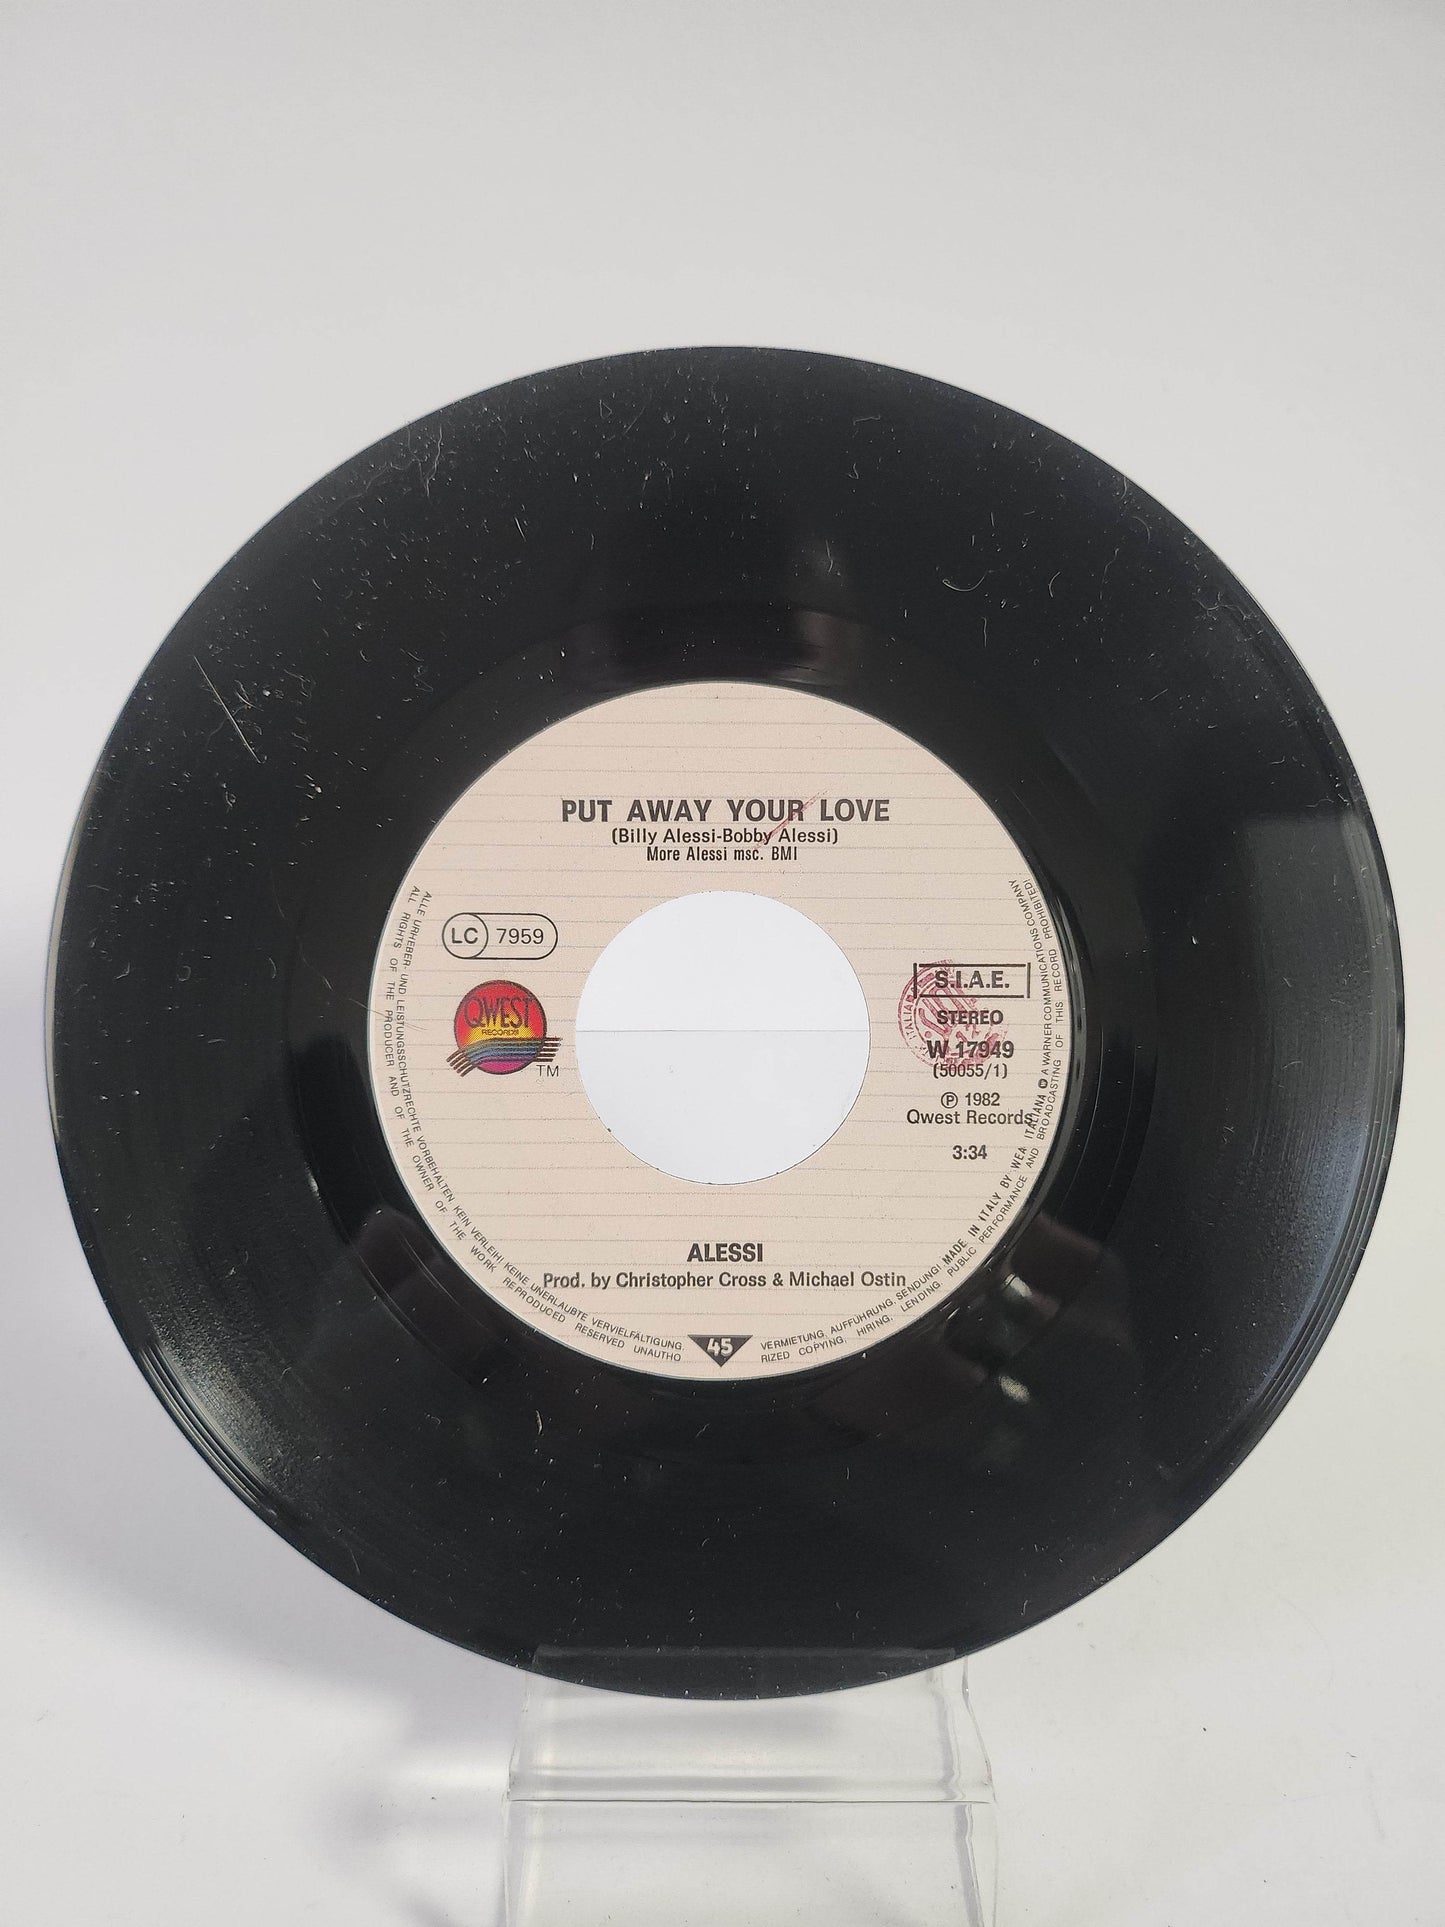 PUT AWAY YOUR LOVE
(Billy Alessi-Bobby Alessi)
More Alessi msc. BMI
LC 7959
QWEST
RECORDS
TM
S.I.A.E.
STEREO
W 17949
(50055/1)
Ⓟ 1982
Qwest Records
3:34
ALESSI
Prod. by Christopher Cross & Michael Ostin
45
ALLE URHEBER- UND LEISTUNGSSCHUTZRECHTE VORBEHALTEN. KEIN VERLEIH! KEINE UNERLAUBTE VERVIELFÄLTIGUNG, VERMIETUNG, AUFFÜHRUNG, SENDUNG! MADE IN ITALY BY WEA ITALIANA A WARNER COMMUNICATIONS COMPANY
ALL RIGHTS OF THE PRODUCER AND OF THE OWNER OF THE WORK REPRODUCED RESERVED UNAUTHO RIZED COPYING, HIRING, LENDING, PUBLIC PERFORMANCE AND BROADCASTING OF THIS RECORD PROHIBITED!